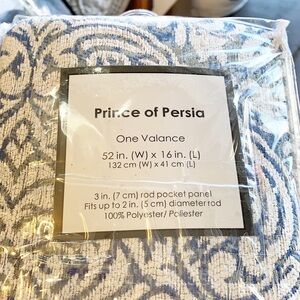 Prince of Persia
One Valance
52 in. (W) x 16 in. (L)
132 cm (W) x 41 cm (L)
3 in. (7 cm) rod pocket panel
Fits up to 2 in. (5 cm) diameter rod
100% Polyester/ Poliester